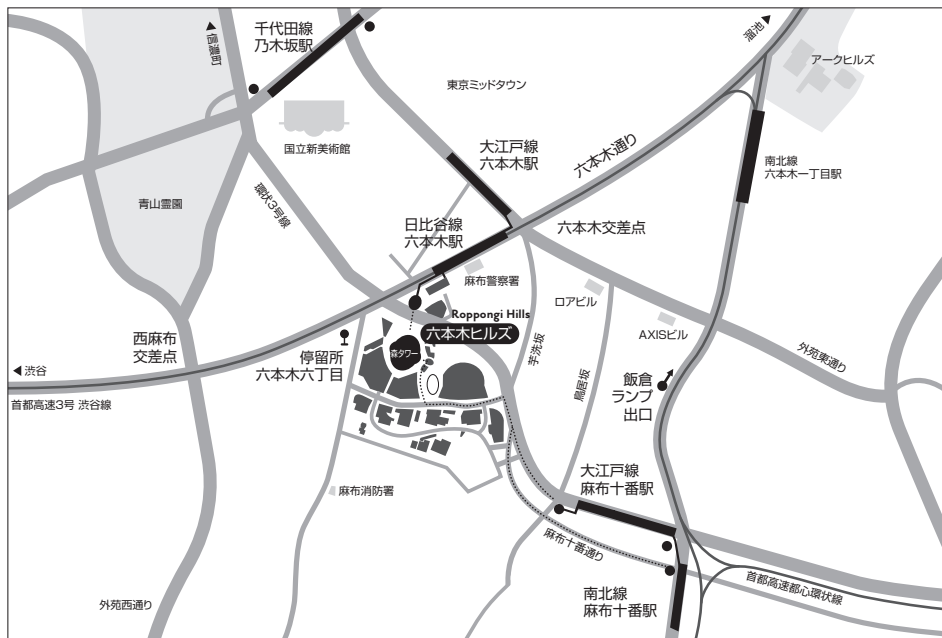 千代田線
乃木坂駅
▲信濃町
溜池▲
アークヒルズ
東京ミッドタウン
国立新美術館
大江戸線
六本木駅
六本木通り
南北線
六本木一丁目駅
青山霊園
環状3号線
日比谷線
六本木駅
六本木交差点
麻布警察署
ロアビル
Roppongi Hills
六本木ヒルズ
AXISビル
西麻布
交差点
森タワー
芋洗坂
外苑東通り
停留所
六本木六丁目
◀渋谷
首都高速3号 渋谷線
鳥居坂
飯倉
ランプ
出口
大江戸線
麻布十番駅
麻布消防署
麻布十番通り
首都高速都心環状線
外苑西通り
南北線
麻布十番駅